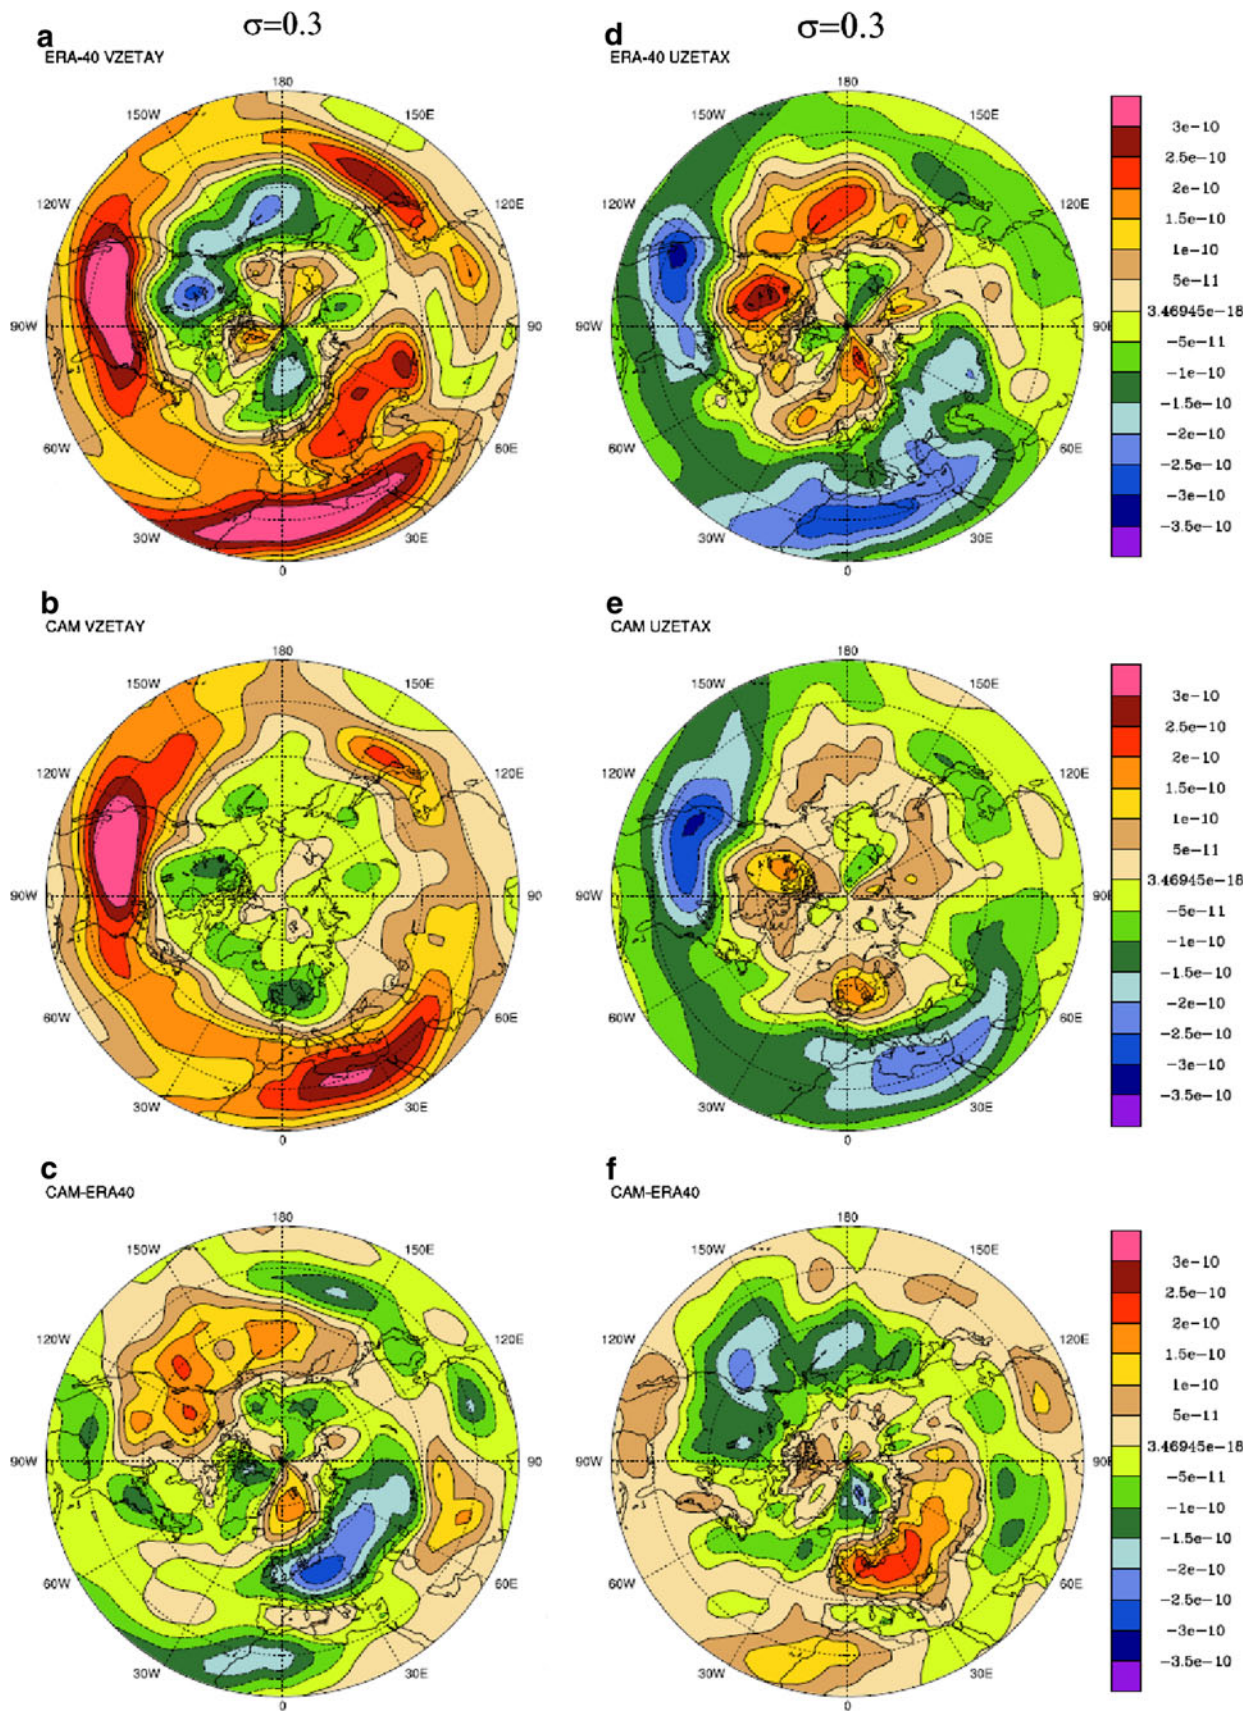 a
σ=0.3
ERA-40 VZETAY
180
150W
150E
120W
120E
90W
90
60W
60E
30W
30E
0
d
σ=0.3
ERA-40 UZETAX
180
150W
150E
120W
120E
90W
90E
60W
60E
30W
30E
0
3e-10
2.5e-10
2e-10
1.5e-10
1e-10
5e-11
3.46945e-18
-5e-11
-1e-10
-1.5e-10
-2e-10
-2.5e-10
-3e-10
-3.5e-10
b
CAM VZETAY
180
150W
150E
120W
120E
90W
90
60W
60E
30W
30E
0
e
CAM UZETAX
180
150W
150E
120W
120E
90W
90E
60W
60E
30W
30E
0
3e-10
2.5e-10
2e-10
1.5e-10
1e-10
5e-11
3.46945e-18
-5e-11
-1e-10
-1.5e-10
-2e-10
-2.5e-10
-3e-10
-3.5e-10
c
CAM-ERA40
180
150W
150E
120W
120E
90W
90
60W
60E
30W
30E
0
f
CAM-ERA40
180
150W
150E
120W
120E
90W
90E
60W
60E
30W
30E
0
3e-10
2.5e-10
2e-10
1.5e-10
1e-10
5e-11
3.46945e-18
-5e-11
-1e-10
-1.5e-10
-2e-10
-2.5e-10
-3e-10
-3.5e-10